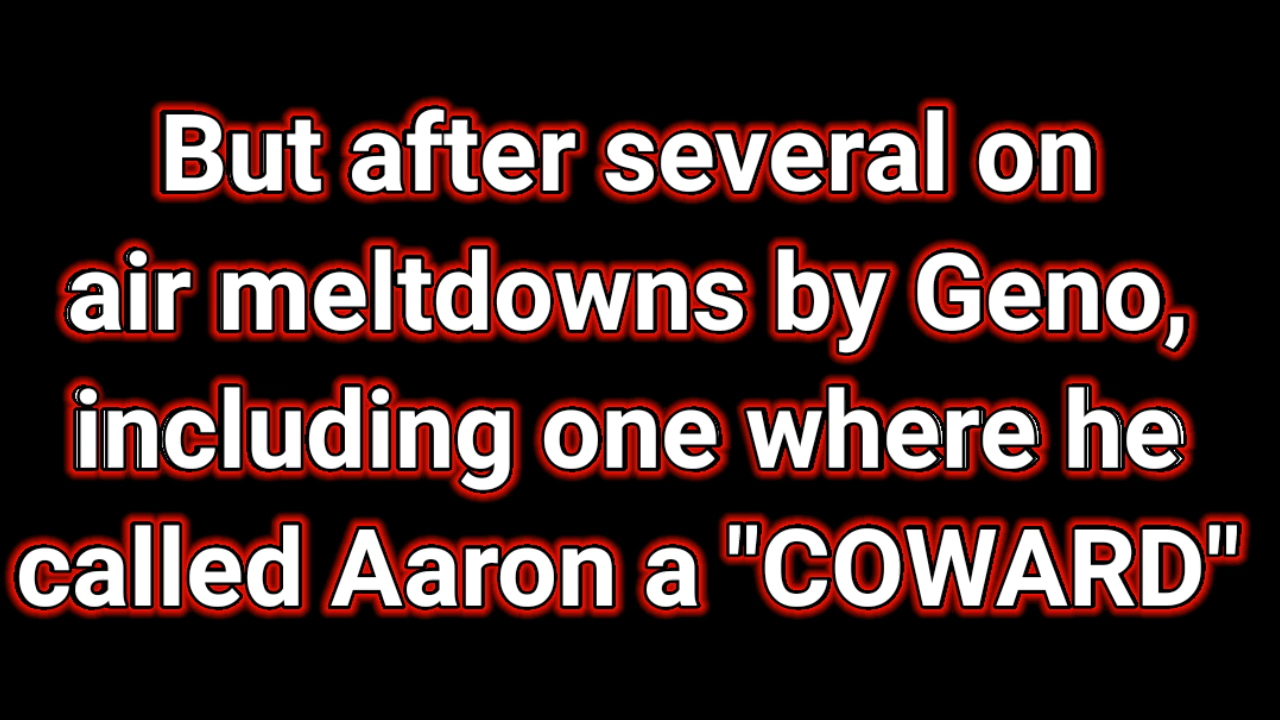 But after several on
air meltdowns by Geno,
including one where he
called Aaron a "COWARD"